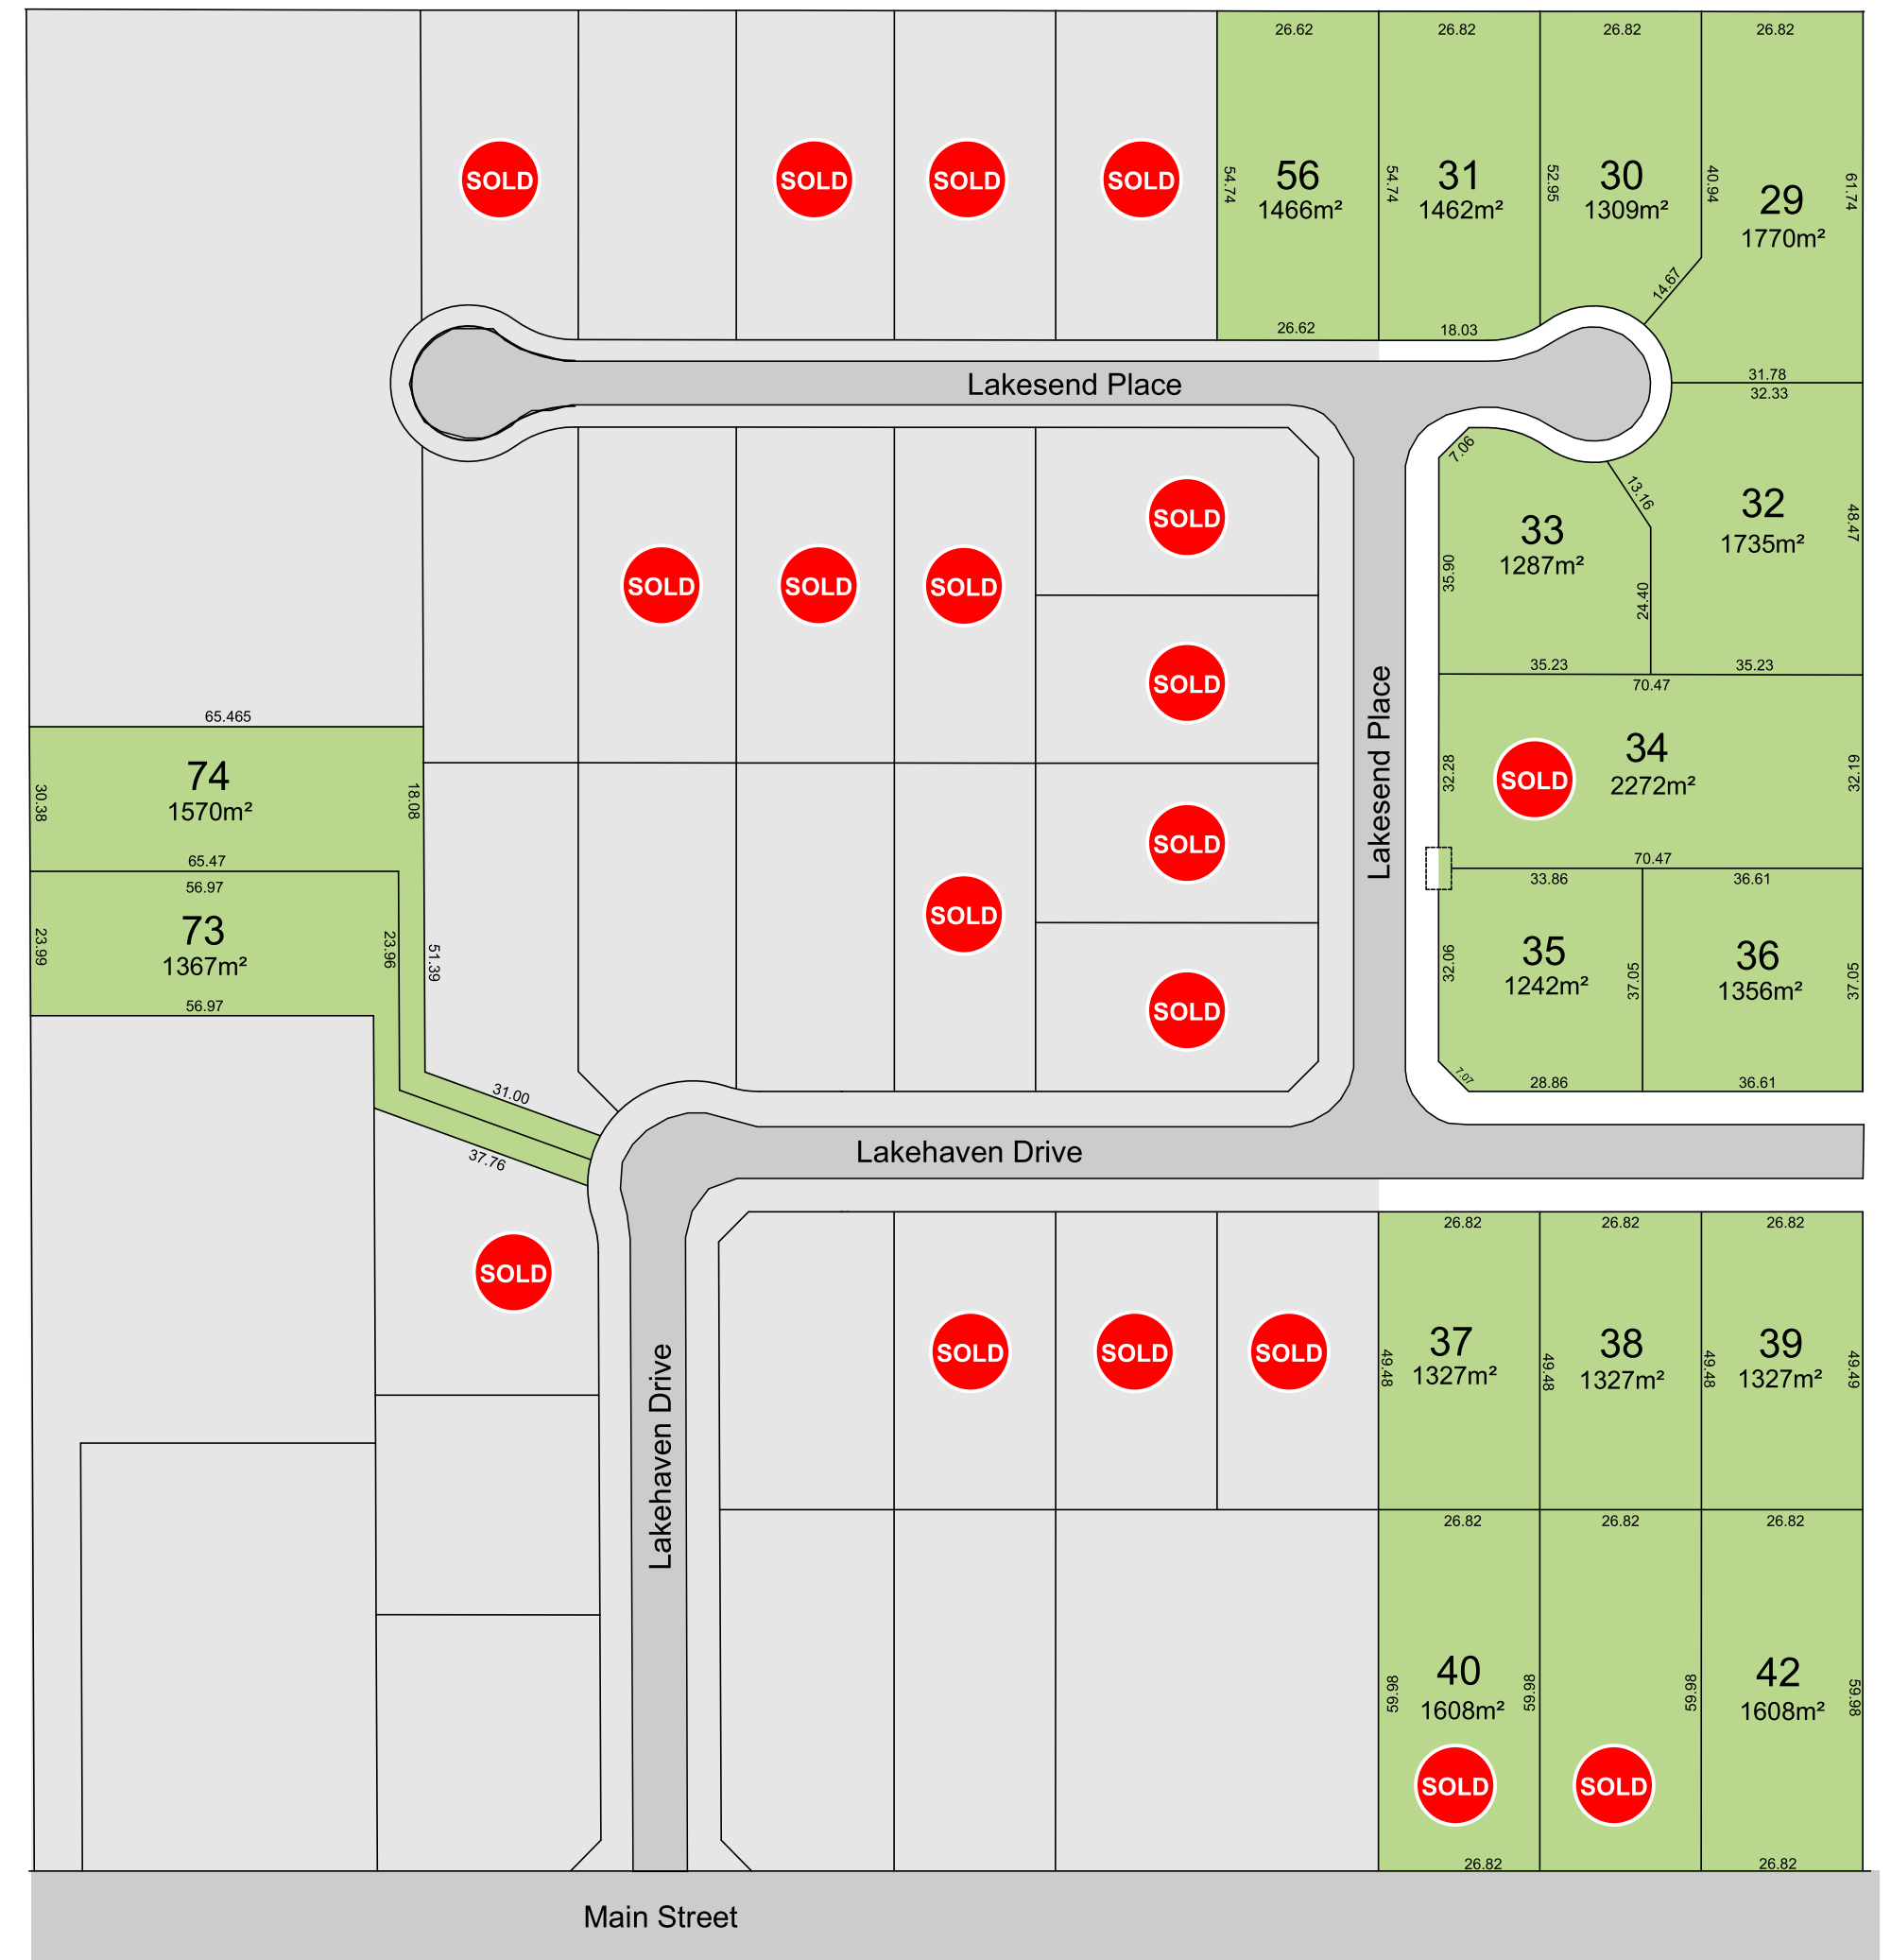 26.62
26.82
26.82
26.82
SOLD
SOLD
SOLD
SOLD
54.74
56
1466m²
26.62
54.74
31
1462m²
18.03
52.95
30
1309m²
40.94
14.67
29
1770m²
61.74
31.78
Lakesend Place
32.33
7.06
33
1287m²
35.90
13.16
24.40
35.23
32
1735m²
48.47
35.23
SOLD
SOLD
SOLD
SOLD
SOLD
SOLD
SOLD
SOLD
Lakesend Place
70.47
32.28
SOLD
34
2272m²
32.19
70.47
65.465
74
1570m²
30.38
18.08
65.47
56.97
73
1367m²
23.99
23.96
51.39
56.97
31.00
37.76
33.86
32.06
35
1242m²
37.05
7.07
28.86
36.61
36
1356m²
37.05
36.61
Lakehaven Drive
SOLD
SOLD
SOLD
SOLD
Lakehaven Drive
26.82
26.82
26.82
49.48
37
1327m²
49.48
38
1327m²
49.48
39
1327m²
49.49
26.82
26.82
26.82
59.98
40
1608m²
59.98
59.98
42
1608m²
59.98
SOLD
SOLD
26.82
26.82
Main Street